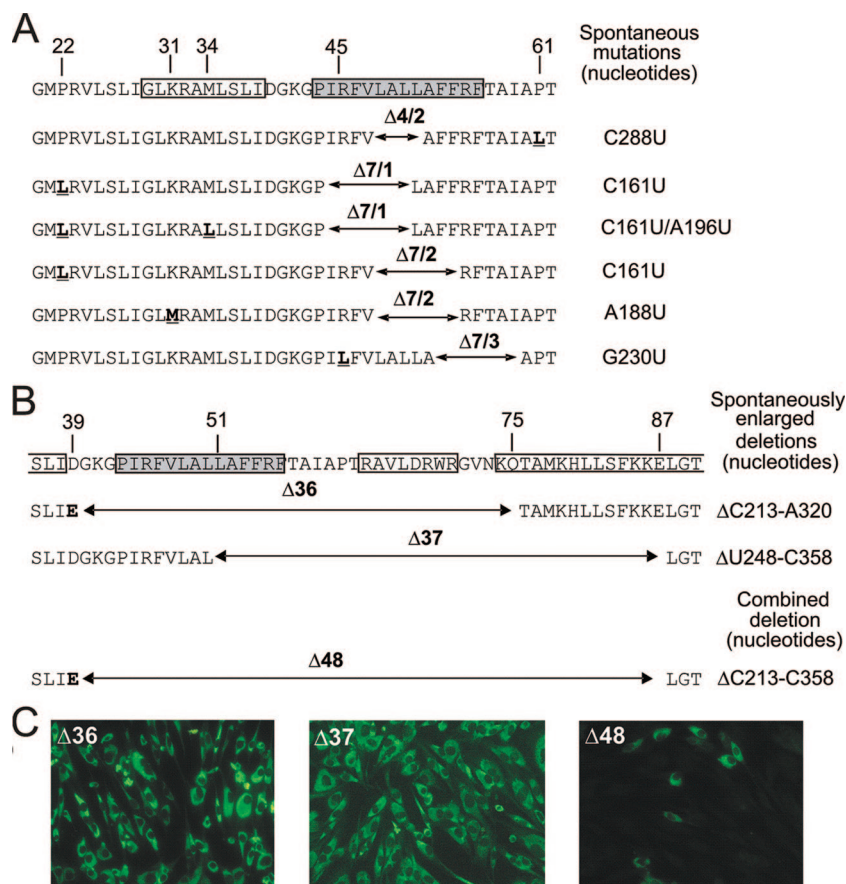 A
22 31 34 45 61
Spontaneous mutations (nucleotides)
GMPRVLSLIGLKRAMLSLIDGKGPIRFVLALLAFFRFTAIAPT
Δ4/2
GMPRVLSLIGLKRAMLSLIDGKGPIRFV AFFRFTAIALT C288U
Δ7/1
GMLRVLSLIGLKRAMLSLIDGKGP LAFFRFTAIAPT C161U
Δ7/1
GMLRVLSLIGLKRALLSLIDGKGP LAFFRFTAIAPT C161U/A196U
Δ7/2
GMLRVLSLIGLKRAMLSLIDGKGPIRFV RFTAIAPT C161U
Δ7/2
GMPRVLSLIGLMRAMLSLIDGKGPIRFV RFTAIAPT A188U
Δ7/3
GMPRVLSLIGLKRAMLSLIDGKGPILFVLALLA APT G230U
B
39 51 75 87
Spontaneously enlarged deletions (nucleotides)
SLIDGKGPIRFVLALLAFFRFTAIAPTRAVLDRWRGVNKQTAMKHLLSFKKELGT
Δ36
SLIE TAMKHLLSFKKELGT ΔC213-A320
Δ37
SLIDGKGPIRFVLAL LGT ΔU248-C358
Combined deletion (nucleotides)
Δ48
SLIE LGT ΔC213-C358
C
Δ36 Δ37 Δ48